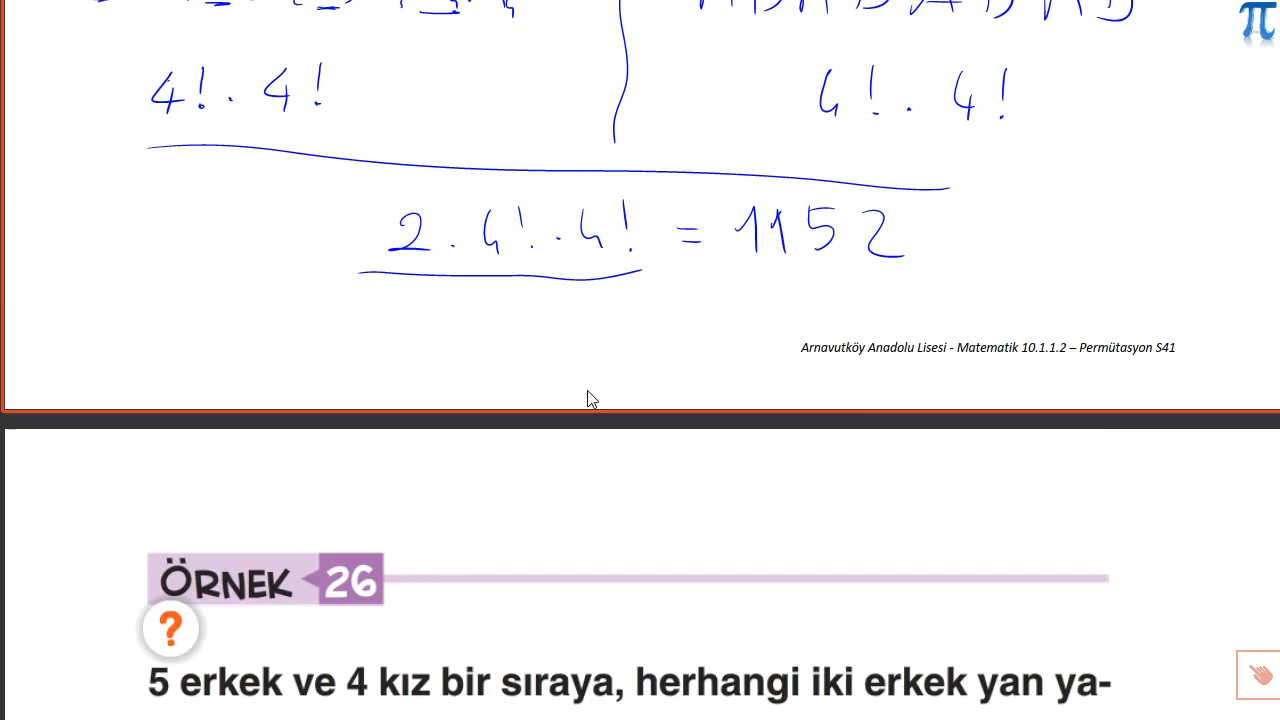 4! . 4!
4! . 4!
2 . 4! . 4! = 1152
Arnavutköy Anadolu Lisesi - Matematik 10.1.1.2 – Permütasyon S41
ÖRNEK 26
5 erkek ve 4 kız bir sıraya, herhangi iki erkek yan ya-